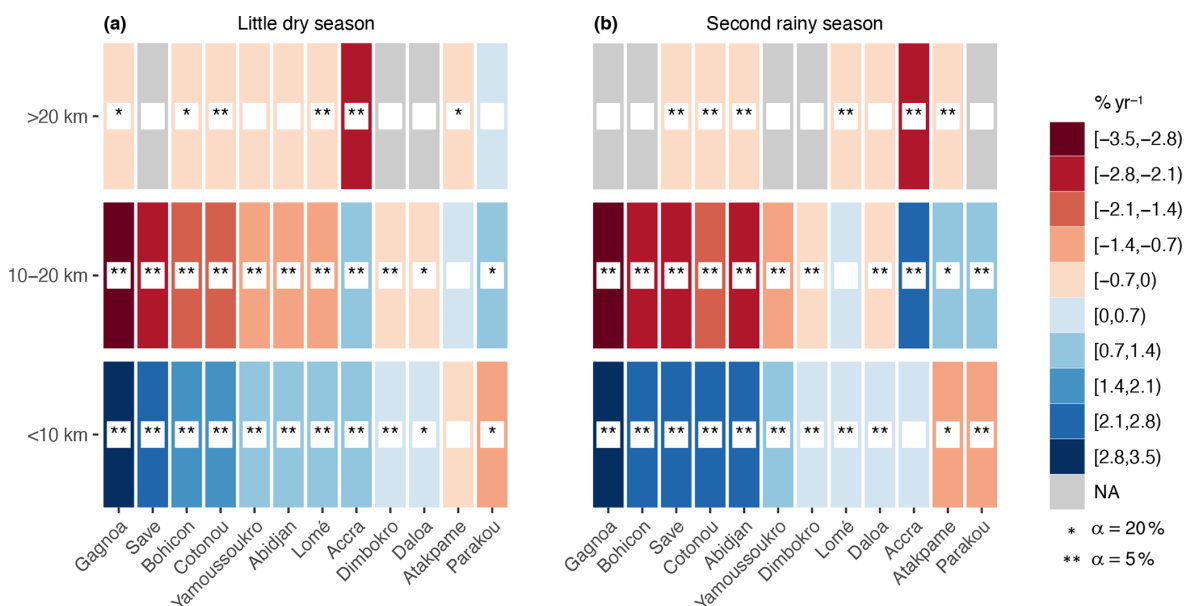 (a) Little dry season
(b) Second rainy season
>20 km
* * ** ** ** *
** ** ** ** ** **
10–20 km
** ** ** ** ** ** ** ** ** * *
** ** ** ** ** ** ** ** ** * **
<10 km
** ** ** ** ** ** ** ** ** * *
** ** ** ** ** ** ** ** ** * **
Gagnoa
Save
Bohicon
Cotonou
Yamoussoukro
Abidjan
Lomé
Accra
Dimbokro
Daloa
Atakpame
Parakou
Gagnoa
Bohicon
Save
Cotonou
Abidjan
Yamoussoukro
Dimbokro
Lomé
Daloa
Accra
Atakpame
Parakou
% yr⁻¹
[−3.5,−2.8)
[−2.8,−2.1)
[−2.1,−1.4)
[−1.4,−0.7)
[−0.7,0)
[0,0.7)
[0.7,1.4)
[1.4,2.1)
[2.1,2.8)
[2.8,3.5)
NA
* α = 20%
** α = 5%